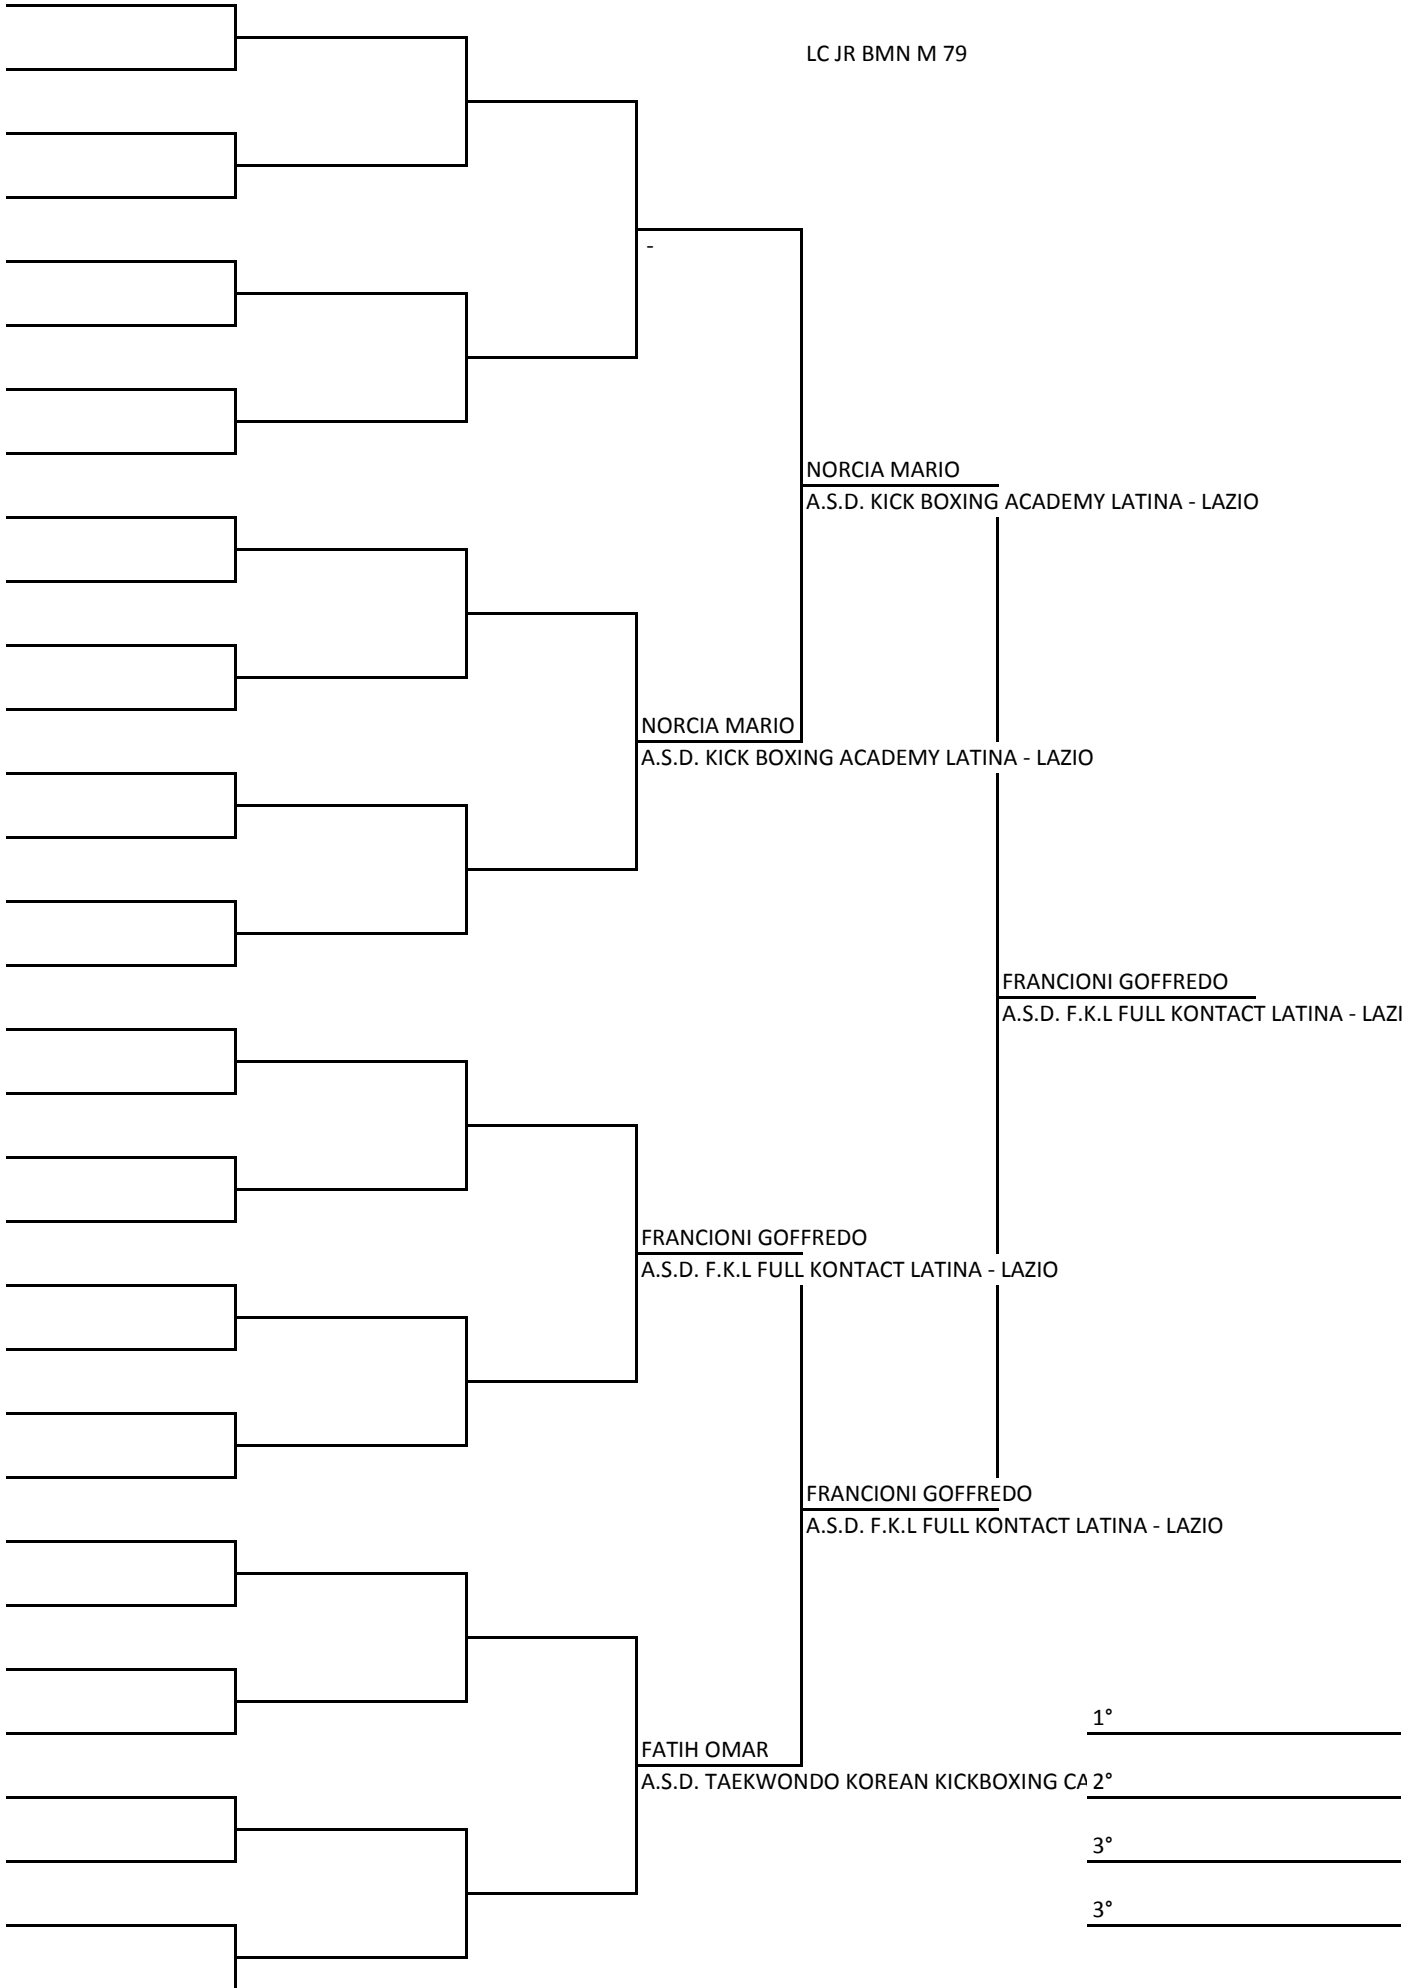 LC JR BMN M 79
-
NORCIA MARIO
A.S.D. KICK BOXING ACADEMY LATINA - LAZIO
NORCIA MARIO
A.S.D. KICK BOXING ACADEMY LATINA - LAZIO
FRANCIONI GOFFREDO
A.S.D. F.K.L FULL KONTACT LATINA - LAZI
FRANCIONI GOFFREDO
A.S.D. F.K.L FULL KONTACT LATINA - LAZIO
FRANCIONI GOFFREDO
A.S.D. F.K.L FULL KONTACT LATINA - LAZIO
1°
FATIH OMAR
A.S.D. TAEKWONDO KOREAN KICKBOXING CA
2°
3°
3°